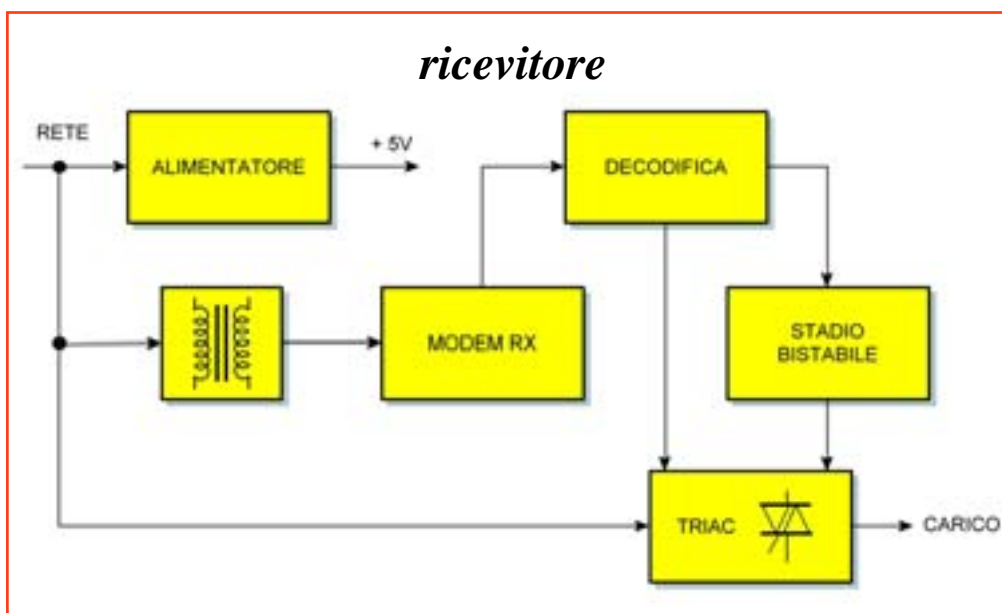 ricevitore
RETE
ALIMENTATORE
+ 5V
DECODIFICA
MODEM RX
STADIO
BISTABILE
TRIAC
CARICO